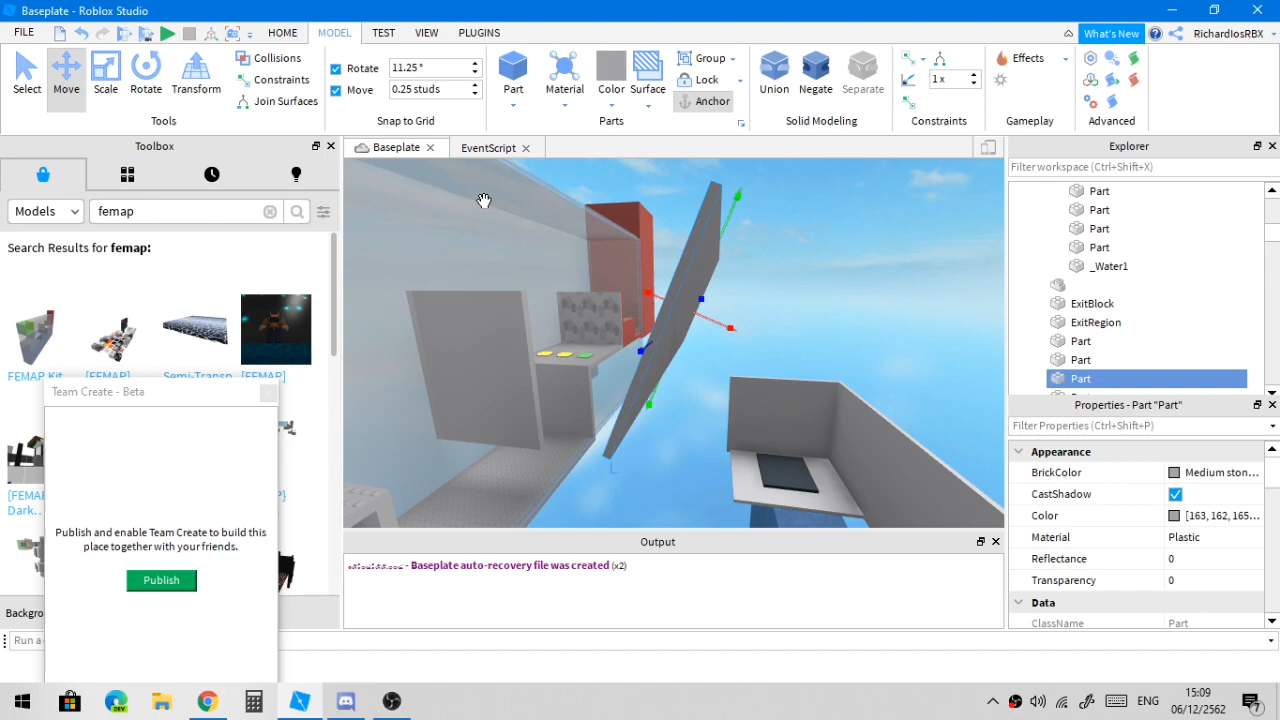 Baseplate - Roblox Studio
FILE HOME MODEL TEST VIEW PLUGINS What's New RichardlosRBX
Select Move Scale Rotate Transform
Collisions
Constraints
Join Surfaces
Tools
Rotate 11.25°
Move 0.25 studs
Snap to Grid
Part Material Color Surface
Group
Lock
Anchor
Parts
Union Negate Separate
Solid Modeling
1 x
Constraints
Effects
Gameplay
Advanced
Toolbox
Models femap
Search Results for femap:
FEMAP Kit [FEMAP] Semi-Transp [FEMAP]
[FEMAP
Dark..
Backgro
Team Create - Beta
Publish and enable Team Create to build this
place together with your friends.
Publish
Run a
Baseplate EventScript
L
Output
- Baseplate auto-recovery file was created (x2)
Explorer
Filter workspace (Ctrl+Shift+X)
Part
Part
Part
Part
_Water1
ExitBlock
ExitRegion
Part
Part
Part
Properties - Part "Part"
Filter Properties (Ctrl+Shift+P)
Appearance
BrickColor Medium ston...
CastShadow
Color [163, 162, 165...
Material Plastic
Reflectance 0
Transparency 0
Data
ClassName Part
DEV
ENG
15:09
06/12/2562
7